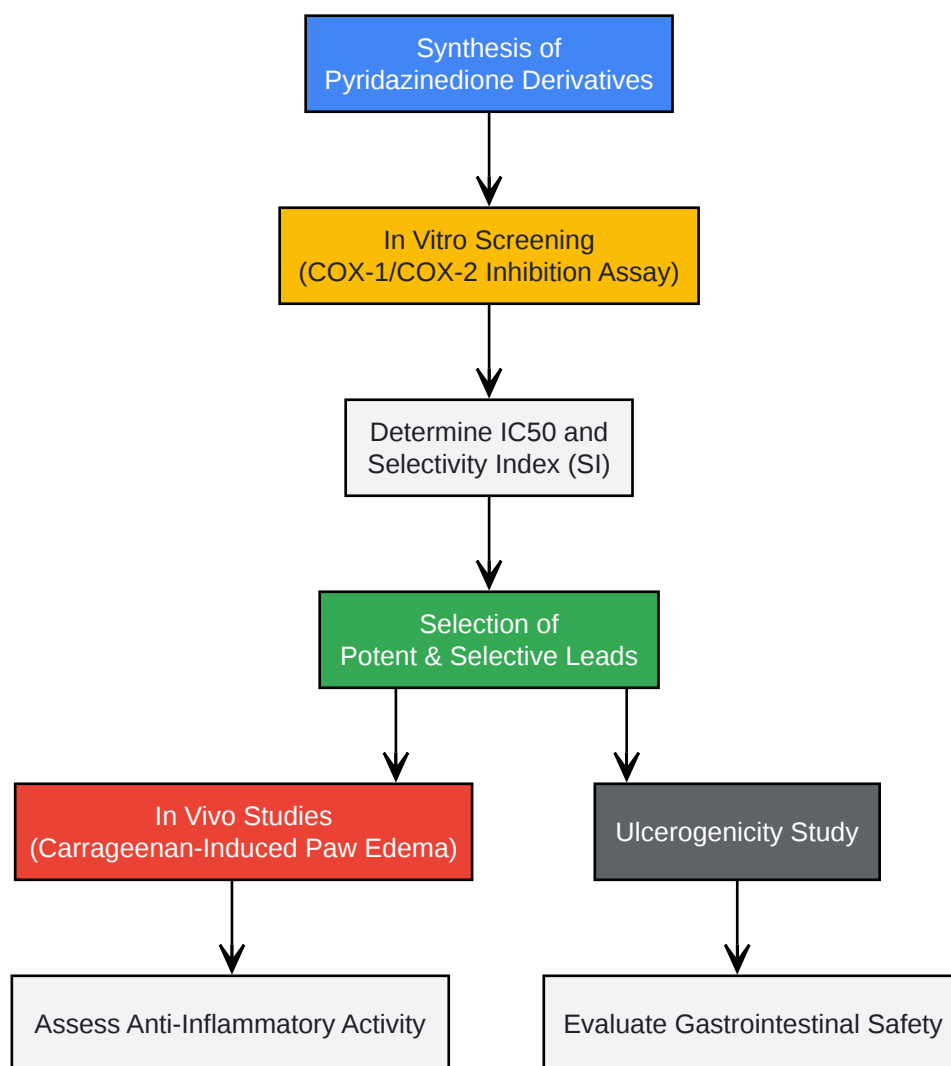 Synthesis of
Pyridazinedione Derivatives
In Vitro Screening
(COX-1/COX-2 Inhibition Assay)
Determine IC50 and
Selectivity Index (SI)
Selection of
Potent & Selective Leads
In Vivo Studies
(Carrageenan-Induced Paw Edema)
Ulcerogenicity Study
Assess Anti-Inflammatory Activity
Evaluate Gastrointestinal Safety